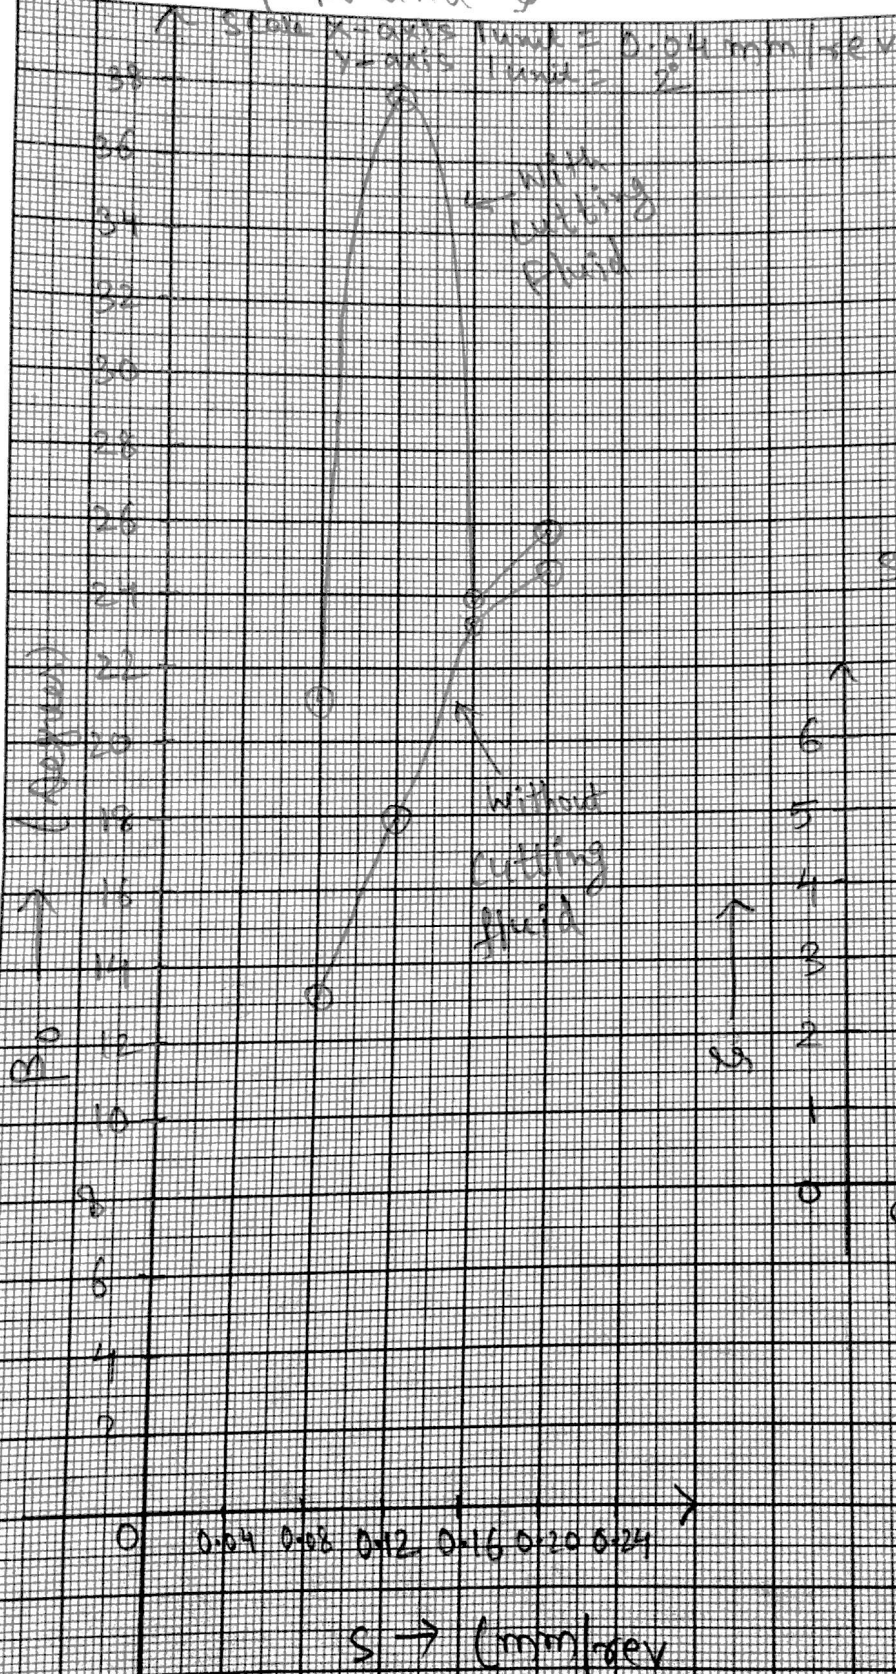 Scale x-axis 1 unit = 0.04 mm/rev
y-axis 1 unit = 2°
38
36
34
32
30
28
26
24
22
20
18
16
14
12
10
8
6
4
2
0
With
cutting
fluid
Without
cutting
fluid
β° → (Degrees)
0.04 0.08 0.12 0.16 0.20 0.24
S → (mm/rev
6
5
4
3
2
1
0